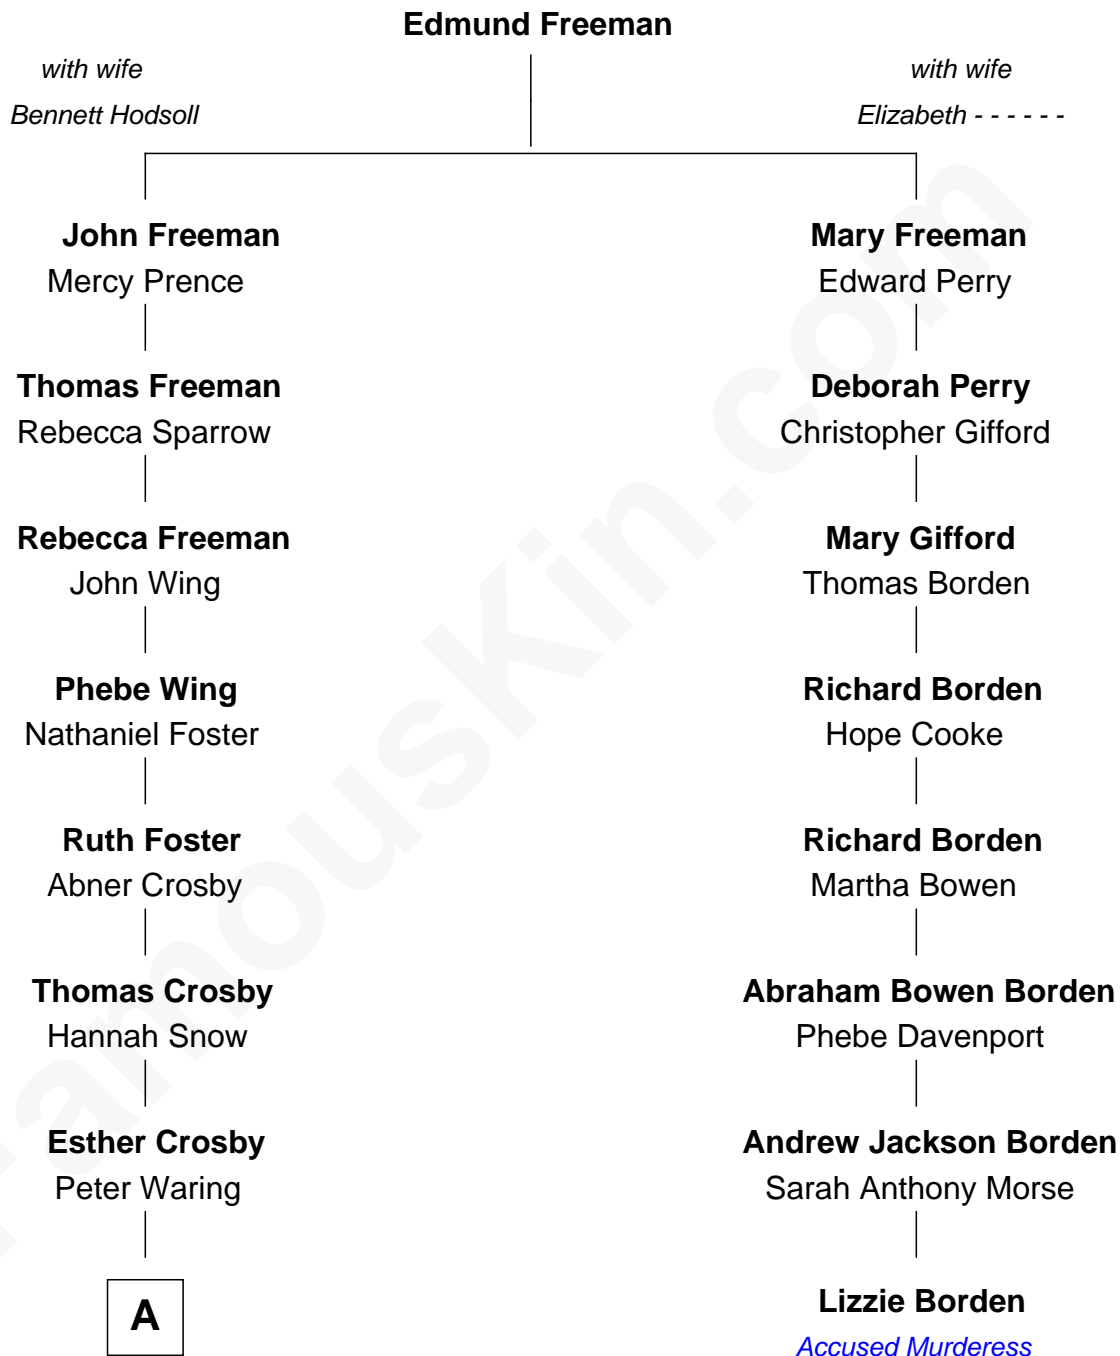 Edmund Freeman
with wife
Bennett Hodsoll
with wife
Elizabeth - - - - - -
John Freeman
Mercy Prence
Mary Freeman
Edward Perry
Thomas Freeman
Rebecca Sparrow
Deborah Perry
Christopher Gifford
Rebecca Freeman
John Wing
Mary Gifford
Thomas Borden
Phebe Wing
Nathaniel Foster
Richard Borden
Hope Cooke
Ruth Foster
Abner Crosby
Richard Borden
Martha Bowen
Thomas Crosby
Hannah Snow
Abraham Bowen Borden
Phebe Davenport
Esther Crosby
Peter Waring
Andrew Jackson Borden
Sarah Anthony Morse
A
Lizzie Borden
Accused Murderess
FamousKin.com